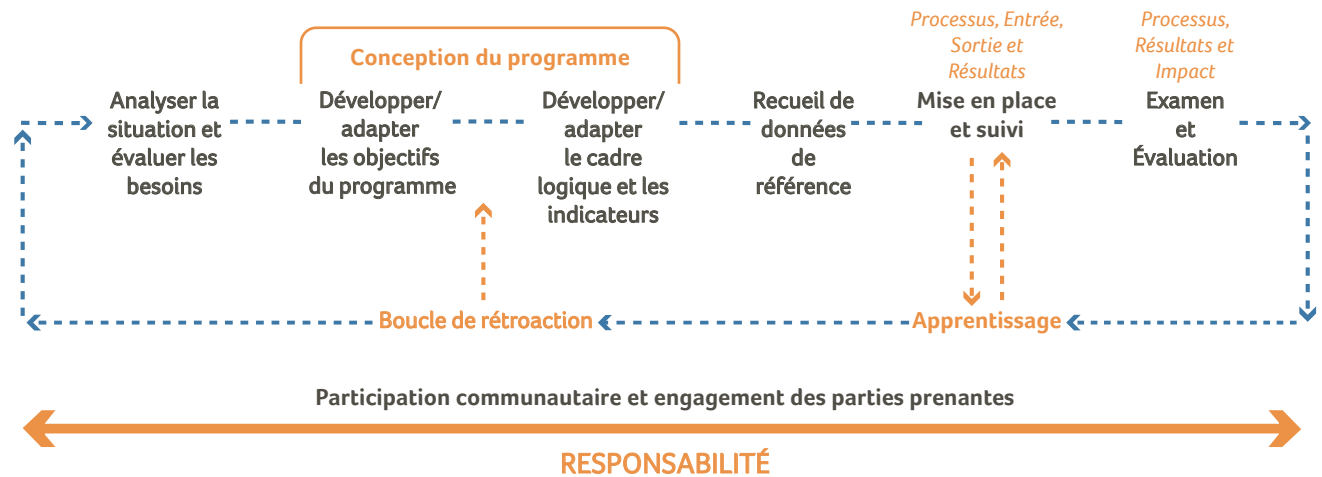 Conception du programme
Analyser la
situation et
évaluer les
besoins
Développer/
adapter
les objectifs
du programme
Développer/
adapter
le cadre
logique et les
indicateurs
Recueil de
données
de
référence
Processus, Entrée,
Sortie et
Résultats
Mise en place
et suivi
Processus,
Résultats et
Impact
Examen
et
Évaluation
Boucle de rétroaction
Apprentissage
Participation communautaire et engagement des parties prenantes
RESPONSABILITÉ